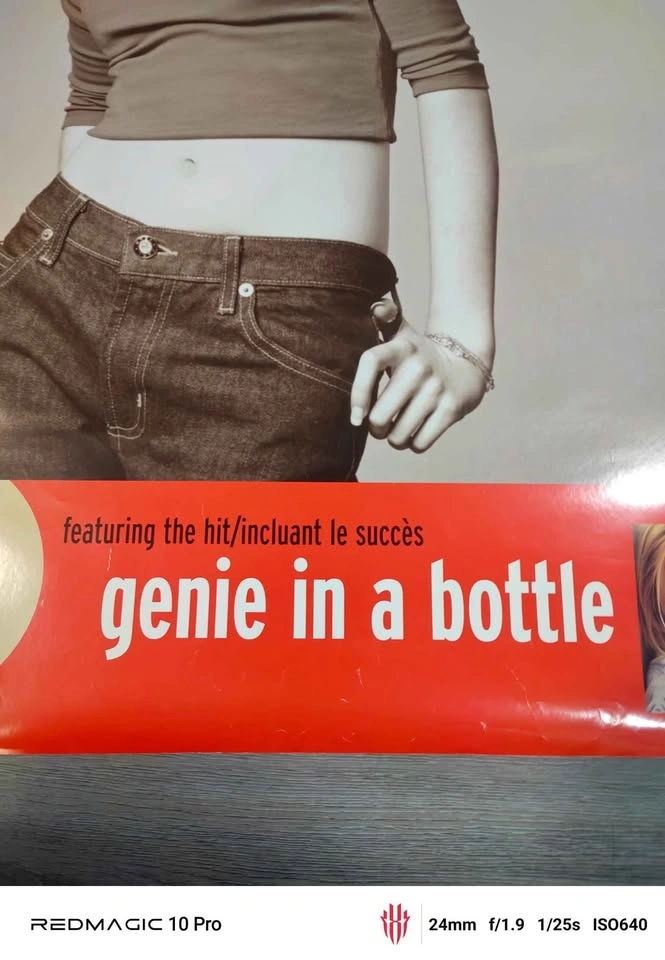 featuring the hit/incluant le succès
genie in a bottle
REDMAGIC 10 Pro
24mm f/1.9 1/25s ISO640